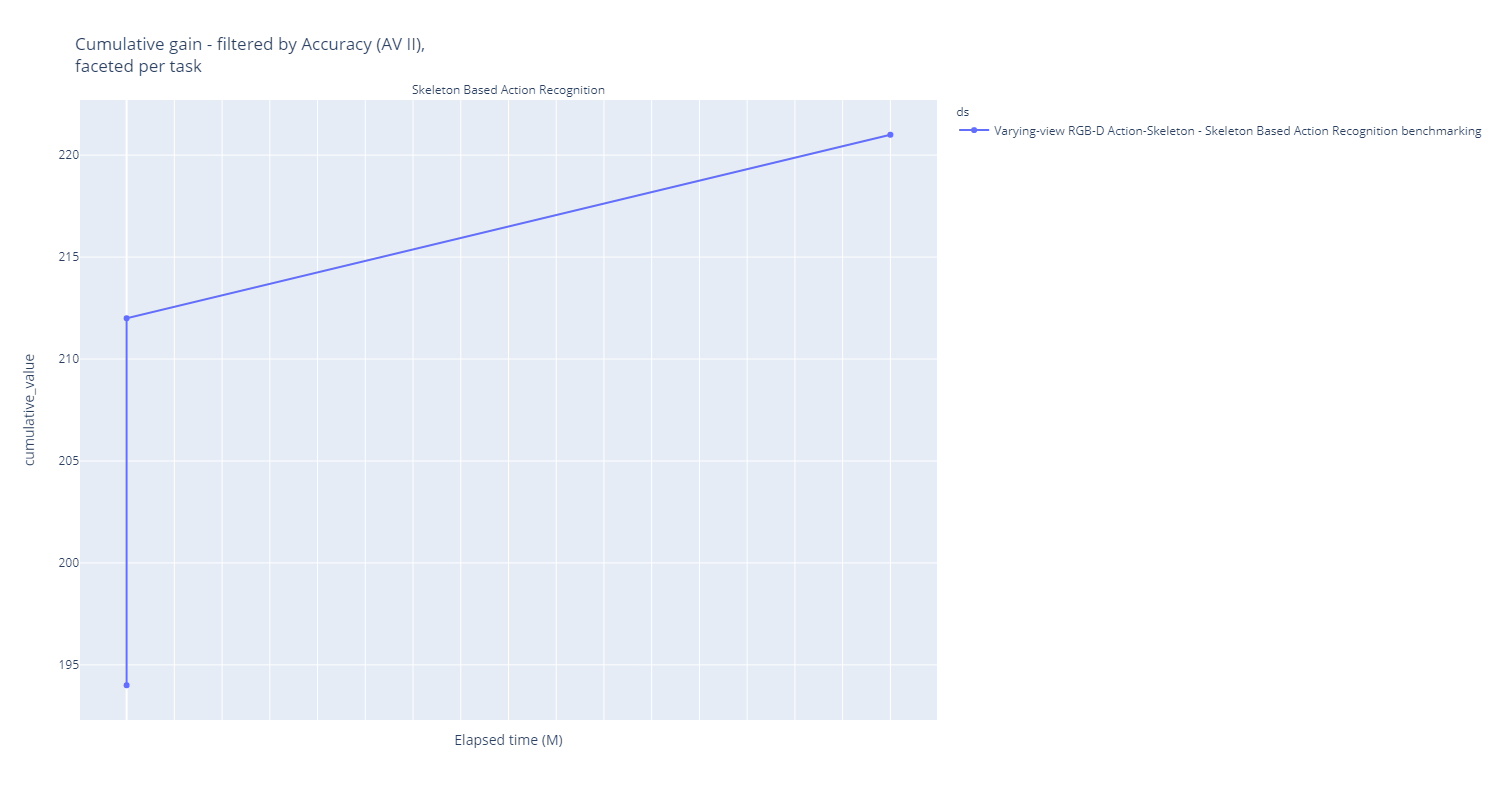 Cumulative gain - filtered by Accuracy (AV II),
faceted per task
Skeleton Based Action Recognition
ds
Varying-view RGB-D Action-Skeleton - Skeleton Based Action Recognition benchmarking
220
215
210
205
200
195
cumulative_value
Elapsed time (M)